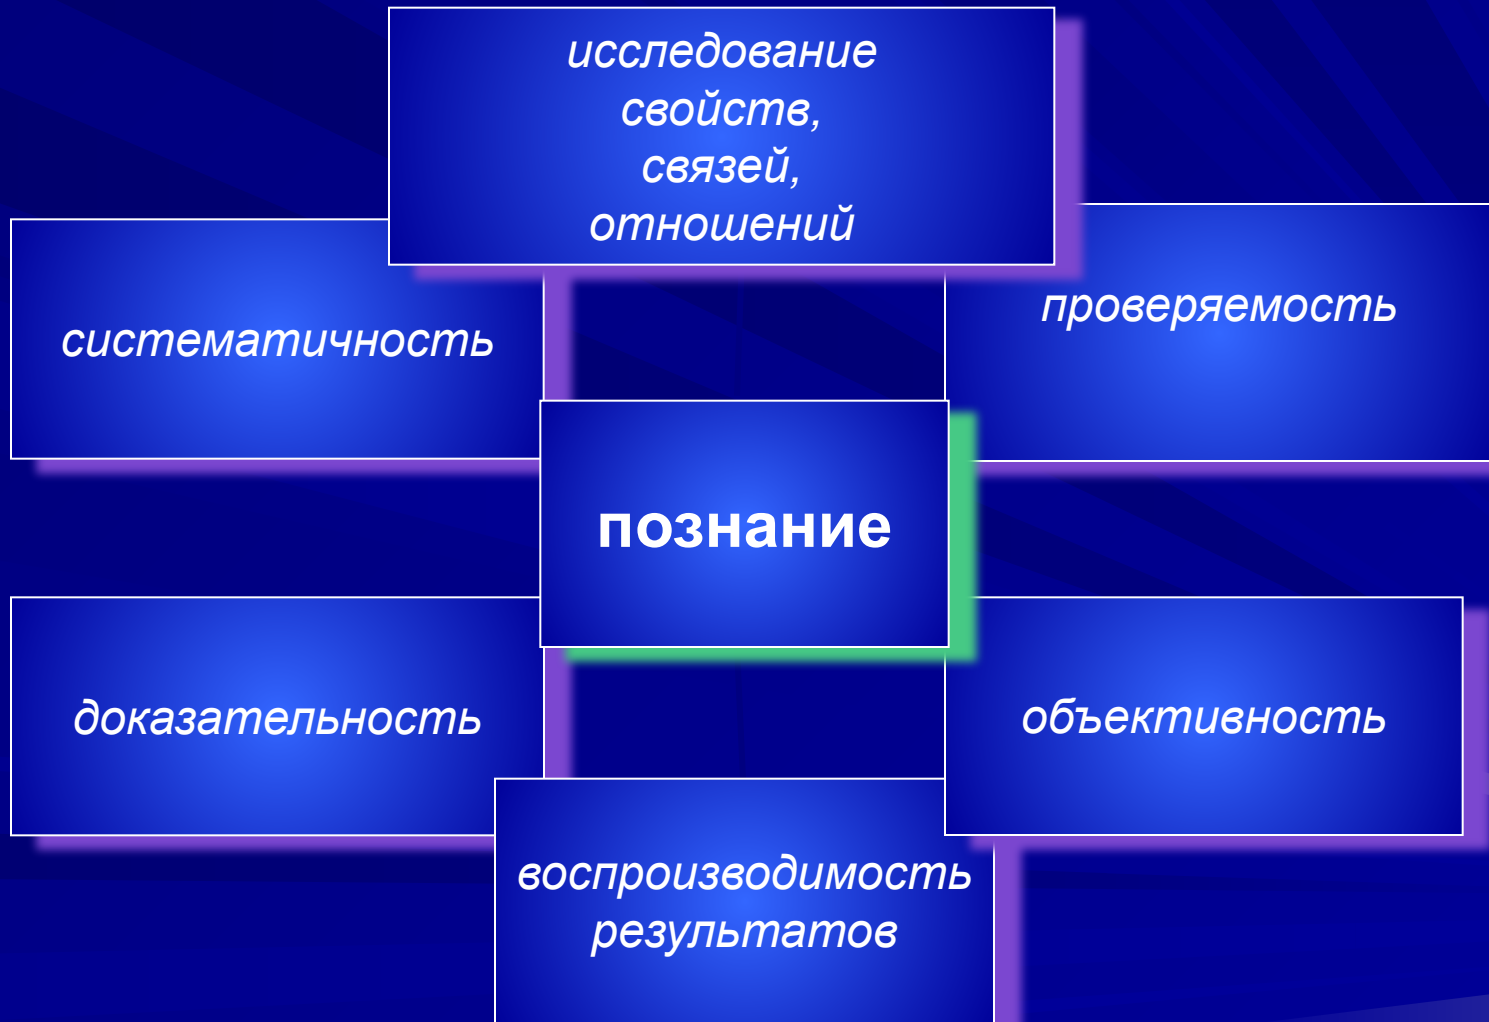 исследование
свойств,
связей,
отношений
систематичность
проверяемость
познание
доказательность
объективность
воспроизводимость
результатов